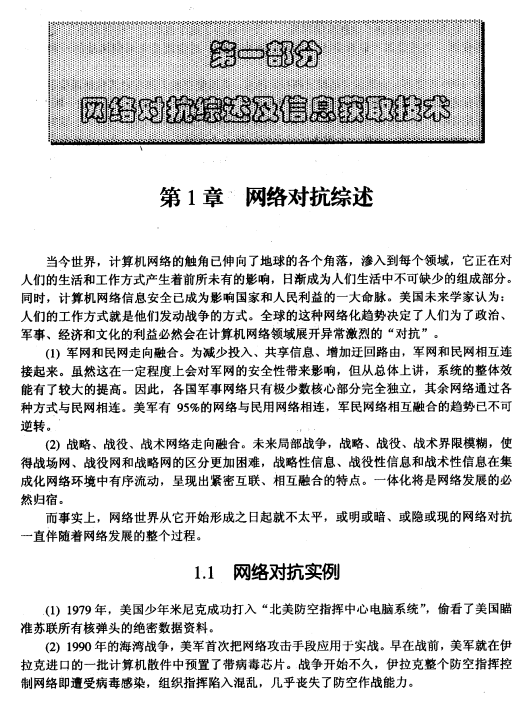 第一部分
网络对抗综述及信息获取技术
第 1 章 网络对抗综述
当今世界，计算机网络的触角已伸向了地球的各个角落，渗入到每个领域，它正在对
人们的生活和工作方式产生着前所未有的影响，日渐成为人们生活中不可缺少的组成部分。
同时，计算机网络信息安全已成为影响国家和人民利益的一大命脉。美国未来学家认为：
人们的工作方式就是他们发动战争的方式。全球的这种网络化趋势决定了人们为了政治、
军事、经济和文化的利益必然会在计算机网络领域展开异常激烈的“对抗”。
(1) 军网和民网走向融合。为减少投入、共享信息、增加迂回路由，军网和民网相互连
接起来。虽然这在一定程度上会对军网的安全性带来影响，但从总体上讲，系统的整体效
能有了较大的提高。因此，各国军事网络只有极少数核心部分完全独立，其余网络通过各
种方式与民网相连。美军有 95%的网络与民用网络相连，军民网络相互融合的趋势已不可
逆转。
(2) 战略、战役、战术网络走向融合。未来局部战争，战略、战役、战术界限模糊，使
得战场网、战役网和战略网的区分更加困难，战略性信息、战役性信息和战术性信息在集
成化网络环境中有序流动，呈现出紧密互联、相互融合的特点。一体化将是网络发展的必
然归宿。
而事实上，网络世界从它开始形成之日起就不太平，或明或暗、或隐或现的网络对抗
一直伴随着网络发展的整个过程。
1.1 网络对抗实例
(1) 1979 年，美国少年米尼克成功打入“北美防空指挥中心电脑系统”，偷看了美国瞄
准苏联所有核弹头的绝密数据资料。
(2) 1990 年的海湾战争，美军首次把网络攻击手段应用于实战。早在战前，美军就在伊
拉克进口的一批计算机散件中预置了带病毒芯片。战争开始不久，伊拉克整个防空指挥控
制网络即遭受病毒感染，组织指挥陷入混乱，几乎丧失了防空作战能力。